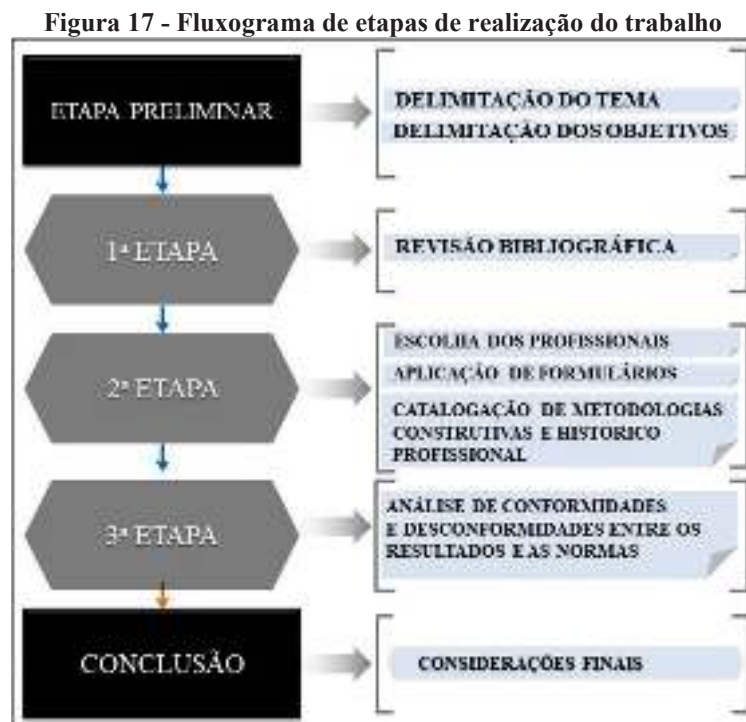 Figura 17 - Fluxograma de etapas de realização do trabalho
ETAPA PRELIMINAR
DELIMITAÇÃO DO TEMA
DELIMITAÇÃO DOS OBJETIVOS
1ª ETAPA
REVISÃO BIBLIOGRÁFICA
2ª ETAPA
ESCOLHA DOS PROFISSIONAIS
APLICAÇÃO DE FORMULÁRIOS
CATALOGAÇÃO DE METODOLOGIAS
CONSTRUTIVAS E HISTORICO
PROFISSIONAL
3ª ETAPA
ANÁLISE DE CONFORMIDADES
E DESCONFORMIDADES ENTRE OS
RESULTADOS E AS NORMAS
CONCLUSÃO
CONSIDERAÇÕES FINAIS